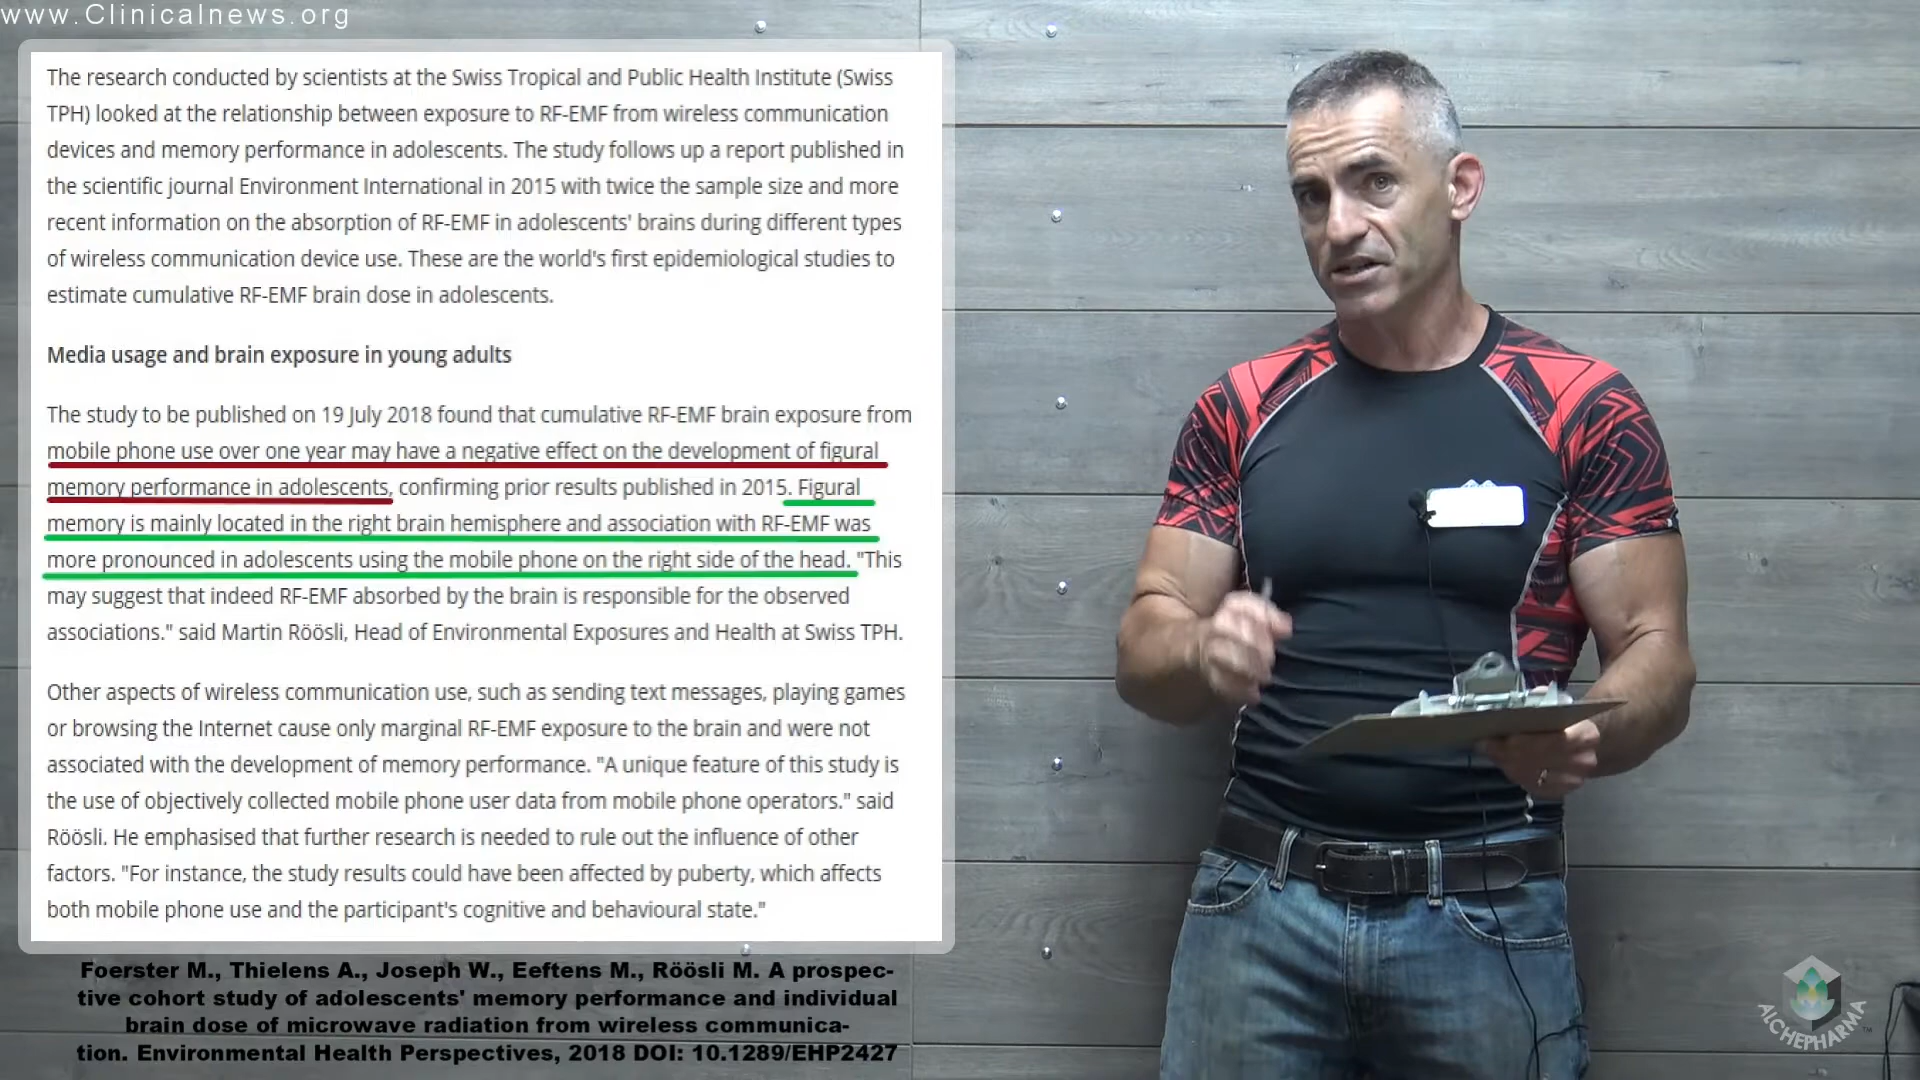 www.Clinicalnews.org
The research conducted by scientists at the Swiss Tropical and Public Health Institute (Swiss
TPH) looked at the relationship between exposure to RF-EMF from wireless communication
devices and memory performance in adolescents. The study follows up a report published in
the scientific journal Environment International in 2015 with twice the sample size and more
recent information on the absorption of RF-EMF in adolescents' brains during different types
of wireless communication device use. These are the world's first epidemiological studies to
estimate cumulative RF-EMF brain dose in adolescents.
Media usage and brain exposure in young adults
The study to be published on 19 July 2018 found that cumulative RF-EMF brain exposure from
mobile phone use over one year may have a negative effect on the development of figural
memory performance in adolescents, confirming prior results published in 2015. Figural
memory is mainly located in the right brain hemisphere and association with RF-EMF was
more pronounced in adolescents using the mobile phone on the right side of the head. "This
may suggest that indeed RF-EMF absorbed by the brain is responsible for the observed
associations." said Martin Röösli, Head of Environmental Exposures and Health at Swiss TPH.
Other aspects of wireless communication use, such as sending text messages, playing games
or browsing the Internet cause only marginal RF-EMF exposure to the brain and were not
associated with the development of memory performance. "A unique feature of this study is
the use of objectively collected mobile phone user data from mobile phone operators." said
Röösli. He emphasised that further research is needed to rule out the influence of other
factors. "For instance, the study results could have been affected by puberty, which affects
both mobile phone use and the participant's cognitive and behavioural state."
Foerster M., Thielens A., Joseph W., Eeftens M., Röösli M. A prospec-
tive cohort study of adolescents' memory performance and individual
brain dose of microwave radiation from wireless communica-
tion. Environmental Health Perspectives, 2018 DOI: 10.1289/EHP2427
ALCHEPHARMA
TM